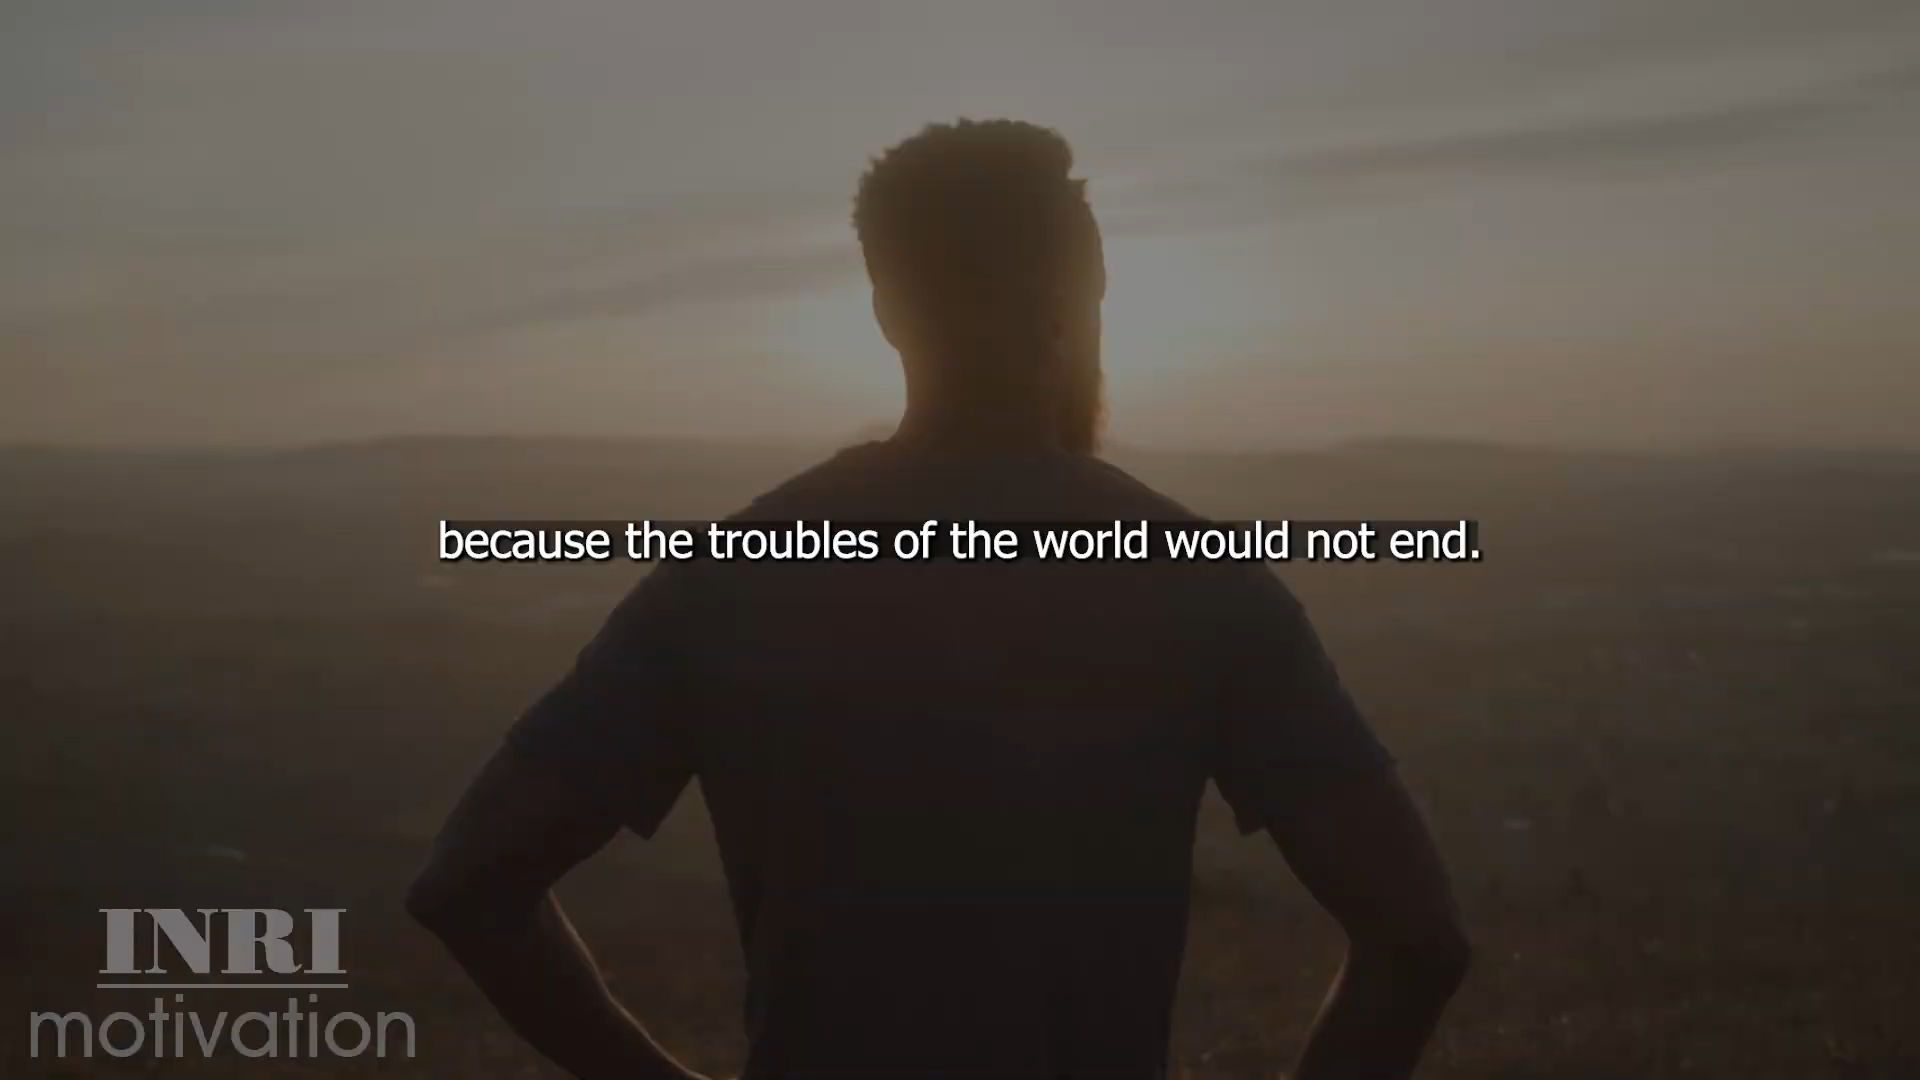 because the troubles of the world would not end.
INRI
motivation